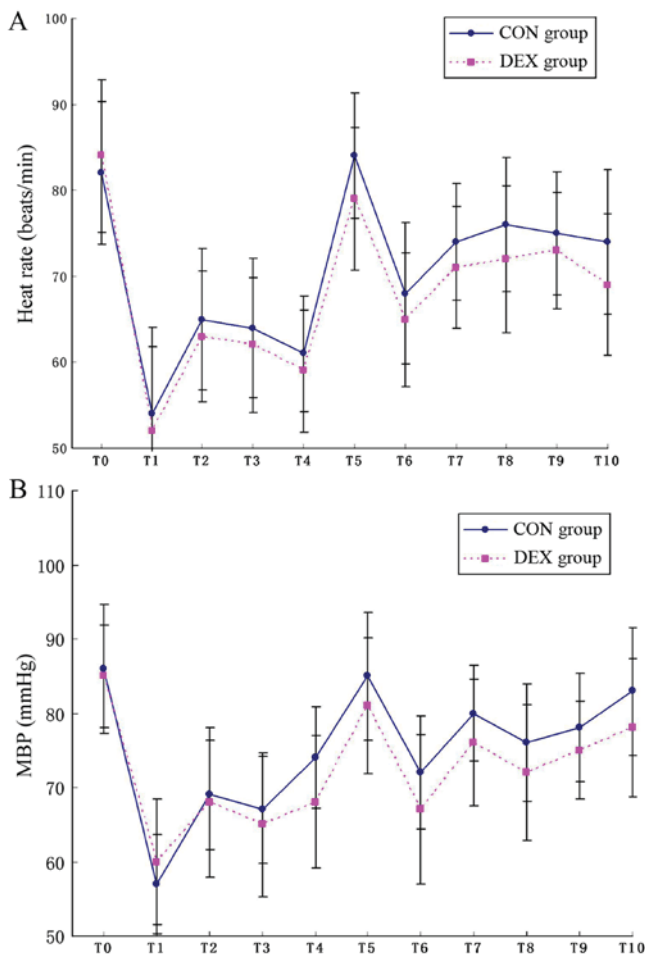 A
100
90
80
70
60
50
Heat rate (beats/min)
CON group
DEX group
T0 T1 T2 T3 T4 T5 T6 T7 T8 T9 T10
B
110
100
90
80
70
60
50
MBP (mmHg)
CON group
DEX group
T0 T1 T2 T3 T4 T5 T6 T7 T8 T9 T10